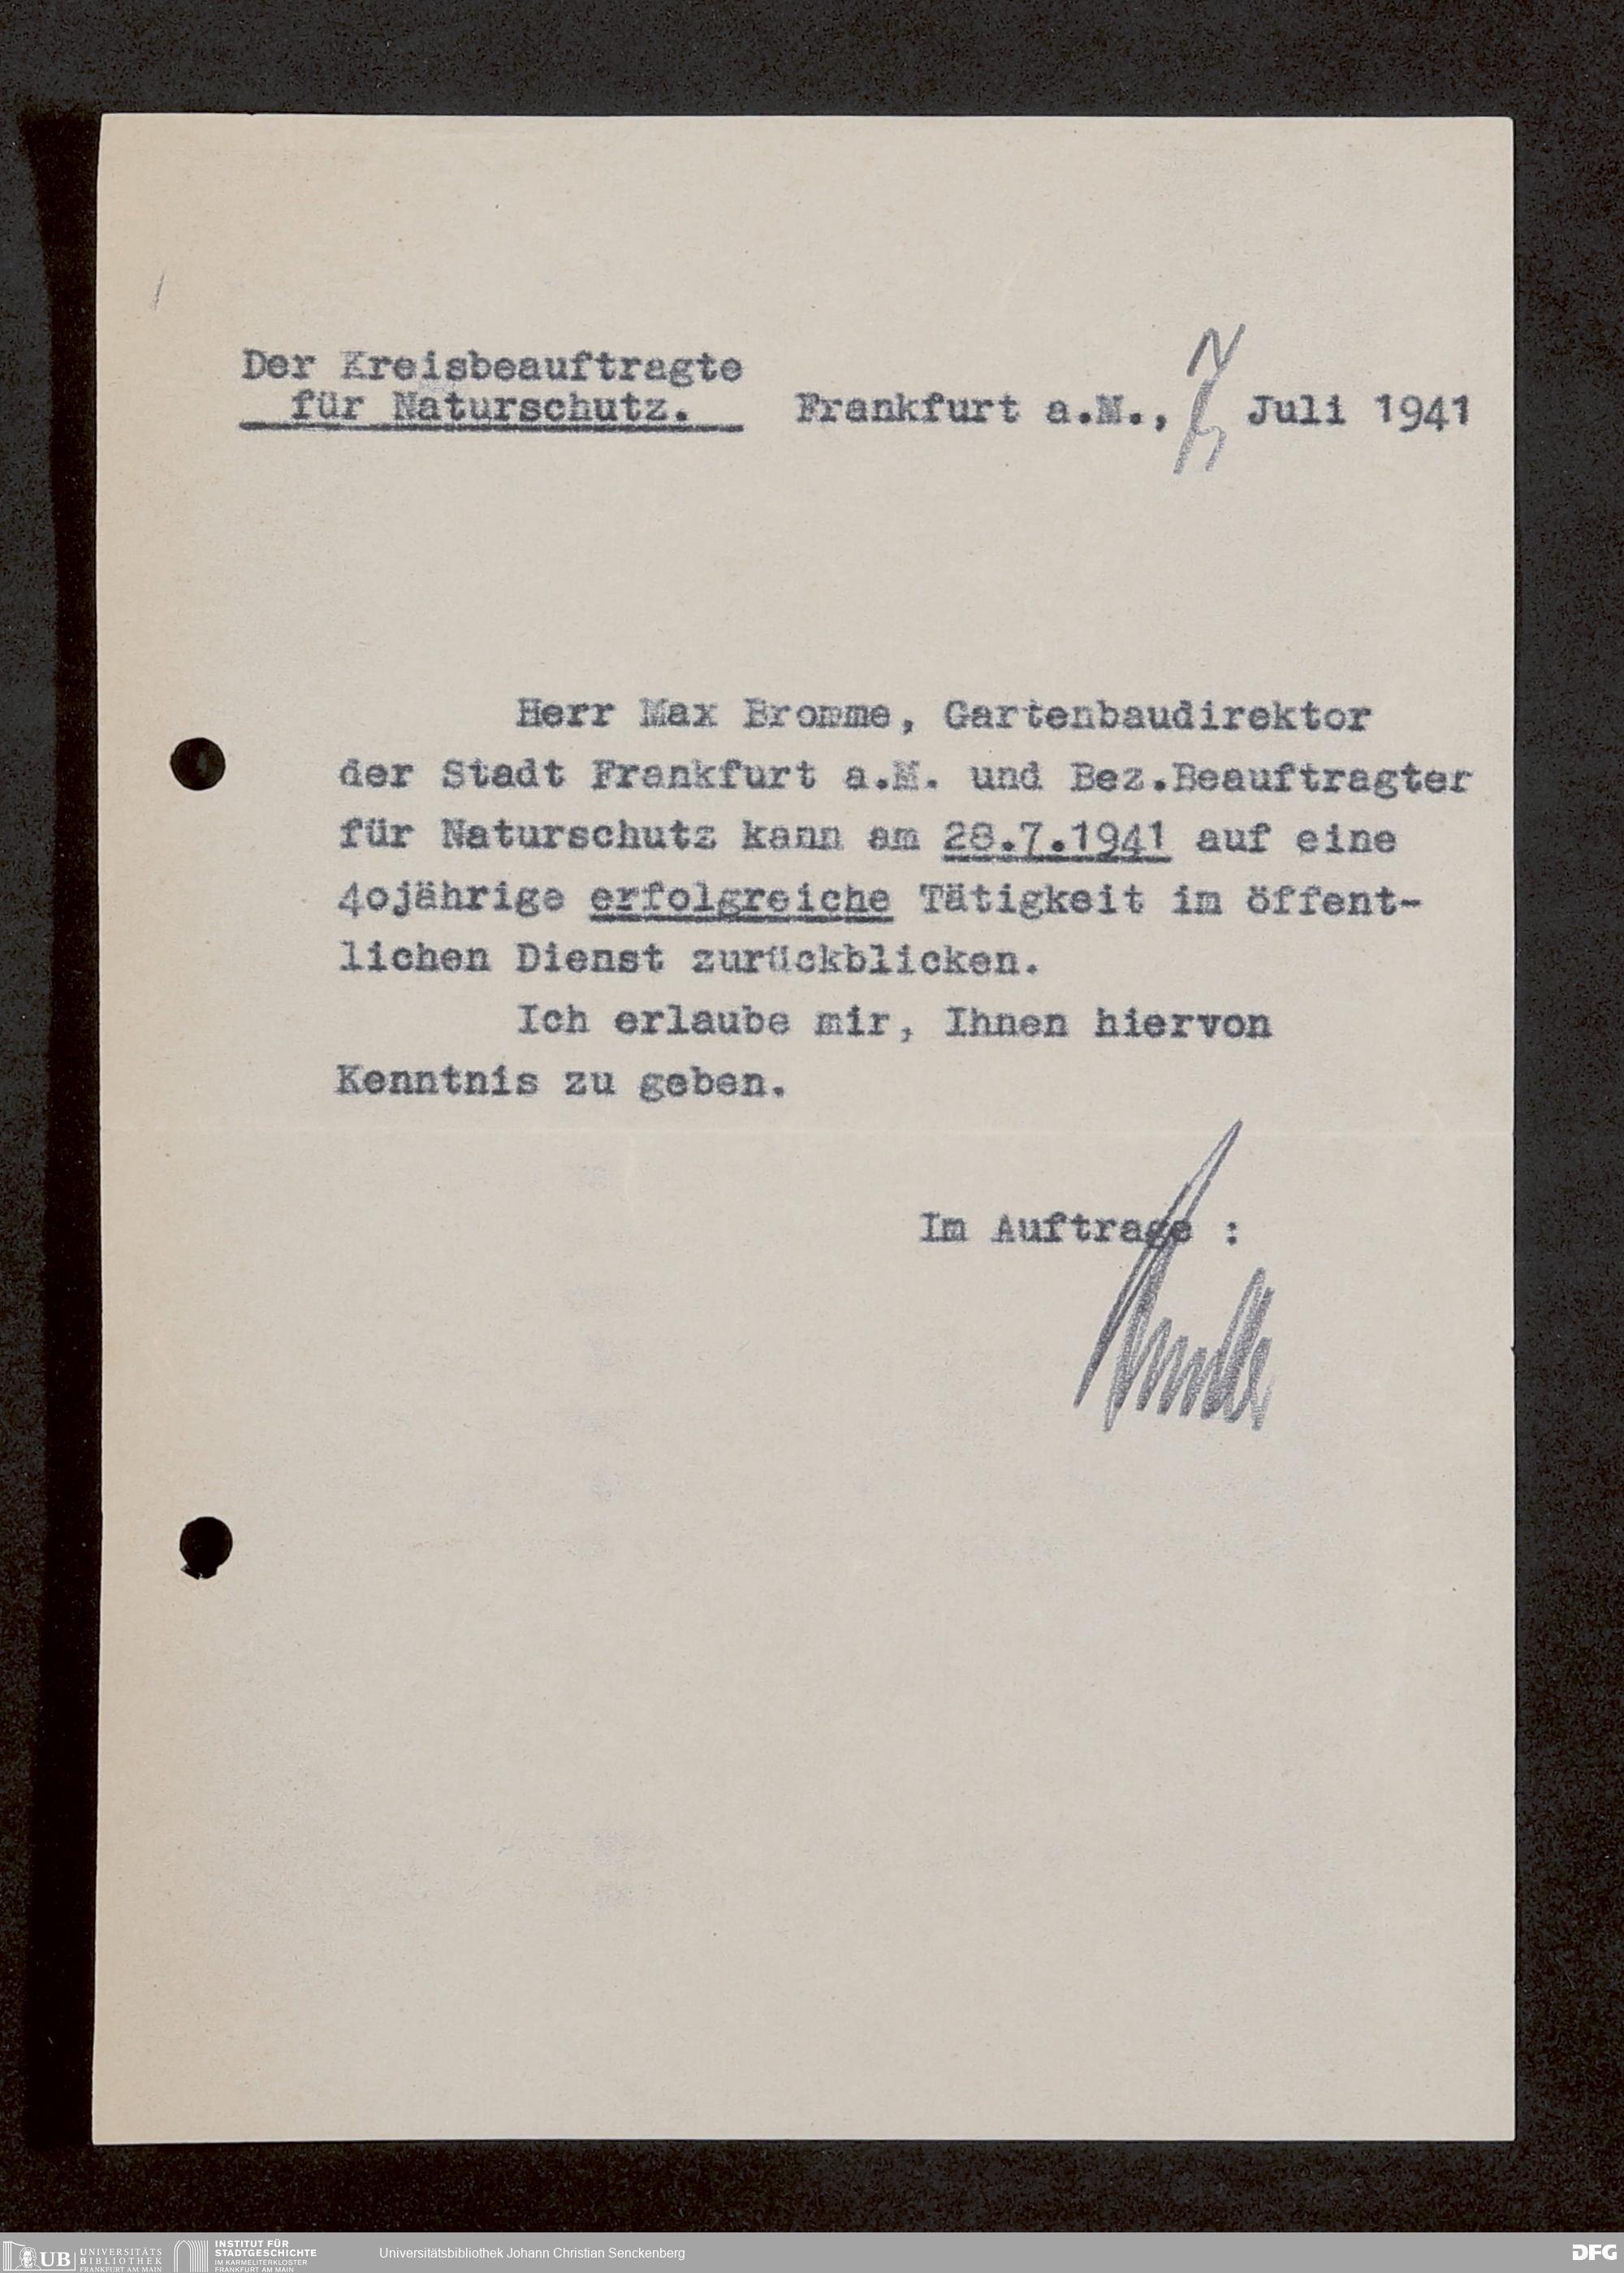 Der Kreisbeauftragte
für Naturschutz.
Frankfurt a.M., Juli 1941
Herr Max Bromme, Gartenbaudirektor
der Stadt Frankfurt a.M. und Bez.Beauftragter
für Naturschutz kann am 28.7.1941 auf eine
4ojährige erfolgreiche Tätigkeit im öffent-
lichen Dienst zurückblicken.
Ich erlaube mir, Ihnen hiervon
Kenntnis zu geben.
Im Auftrage :
UB UNIVERSITÄTS
BIBLIOTHEK
FRANKFURT AM MAIN
INSTITUT FÜR
STADTGESCHICHTE
IM KARMELITERKLOSTER
FRANKFURT AM MAIN
Universitätsbibliothek Johann Christian Senckenberg
DFG